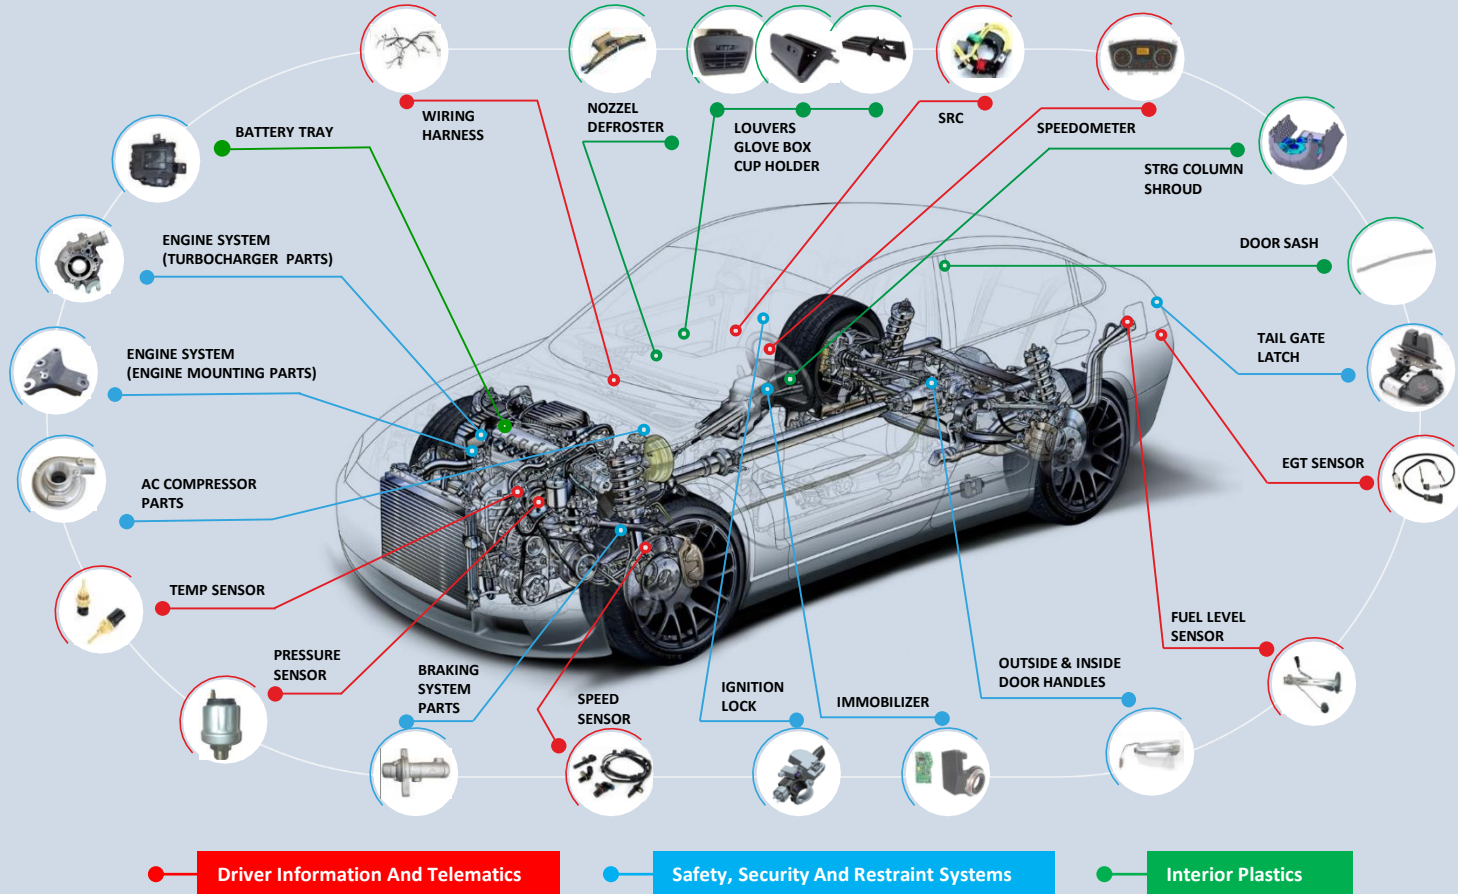 WIRING
HARNESS
NOZZEL
DEFROSTER
LOUVERS
GLOVE BOX
CUP HOLDER
SRC
SPEEDOMETER
BATTERY TRAY
STRG COLUMN
SHROUD
ENGINE SYSTEM
(TURBOCHARGER PARTS)
DOOR SASH
ENGINE SYSTEM
(ENGINE MOUNTING PARTS)
TAIL GATE
LATCH
AC COMPRESSOR
PARTS
EGT SENSOR
TEMP SENSOR
FUEL LEVEL
SENSOR
PRESSURE
SENSOR
BRAKING
SYSTEM
PARTS
SPEED
SENSOR
IGNITION
LOCK
IMMOBILIZER
OUTSIDE & INSIDE
DOOR HANDLES
Driver Information And Telematics
Safety, Security And Restraint Systems
Interior Plastics